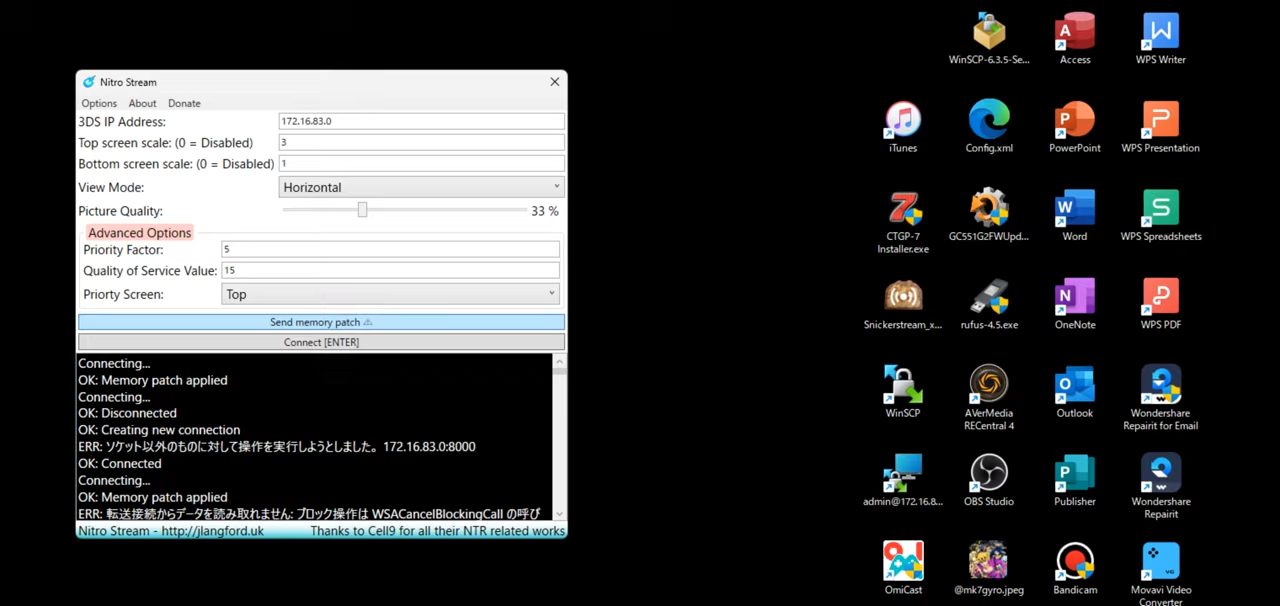 Nitro Stream
Options About Donate
3DS IP Address: 172.16.83.0
Top screen scale: (0 = Disabled) 3
Bottom screen scale: (0 = Disabled) 1
View Mode: Horizontal
Picture Quality: 33 %
Advanced Options
Priority Factor: 5
Quality of Service Value: 15
Priorty Screen: Top
Send memory patch ⚠
Connect [ENTER]
Connecting...
OK: Memory patch applied
Connecting...
OK: Disconnected
OK: Creating new connection
ERR: ソケット以外のものに対して操作を実行しようとしました。 172.16.83.0:8000
OK: Connected
Connecting...
OK: Memory patch applied
ERR: 転送接続からデータを読み取れません: ブロック操作は WSACancelBlockingCall の呼び
Nitro Stream - http://jlangford.uk Thanks to Cell9 for all their NTR related works
WinSCP-6.3.5-Se...
Access
WPS Writer
iTunes
Config.xml
PowerPoint
WPS Presentation
CTGP-7
Installer.exe
GC551G2FWUpd...
Word
WPS Spreadsheets
Snickerstream_x...
rufus-4.5.exe
OneNote
WPS PDF
WinSCP
AVerMedia
RECentral 4
Outlook
Wondershare
Repairit for Email
admin@172.16.8...
OBS Studio
Publisher
Wondershare
Repairit
OmiCast
@mk7gyro.jpeg
Bandicam
Movavi Video
Converter